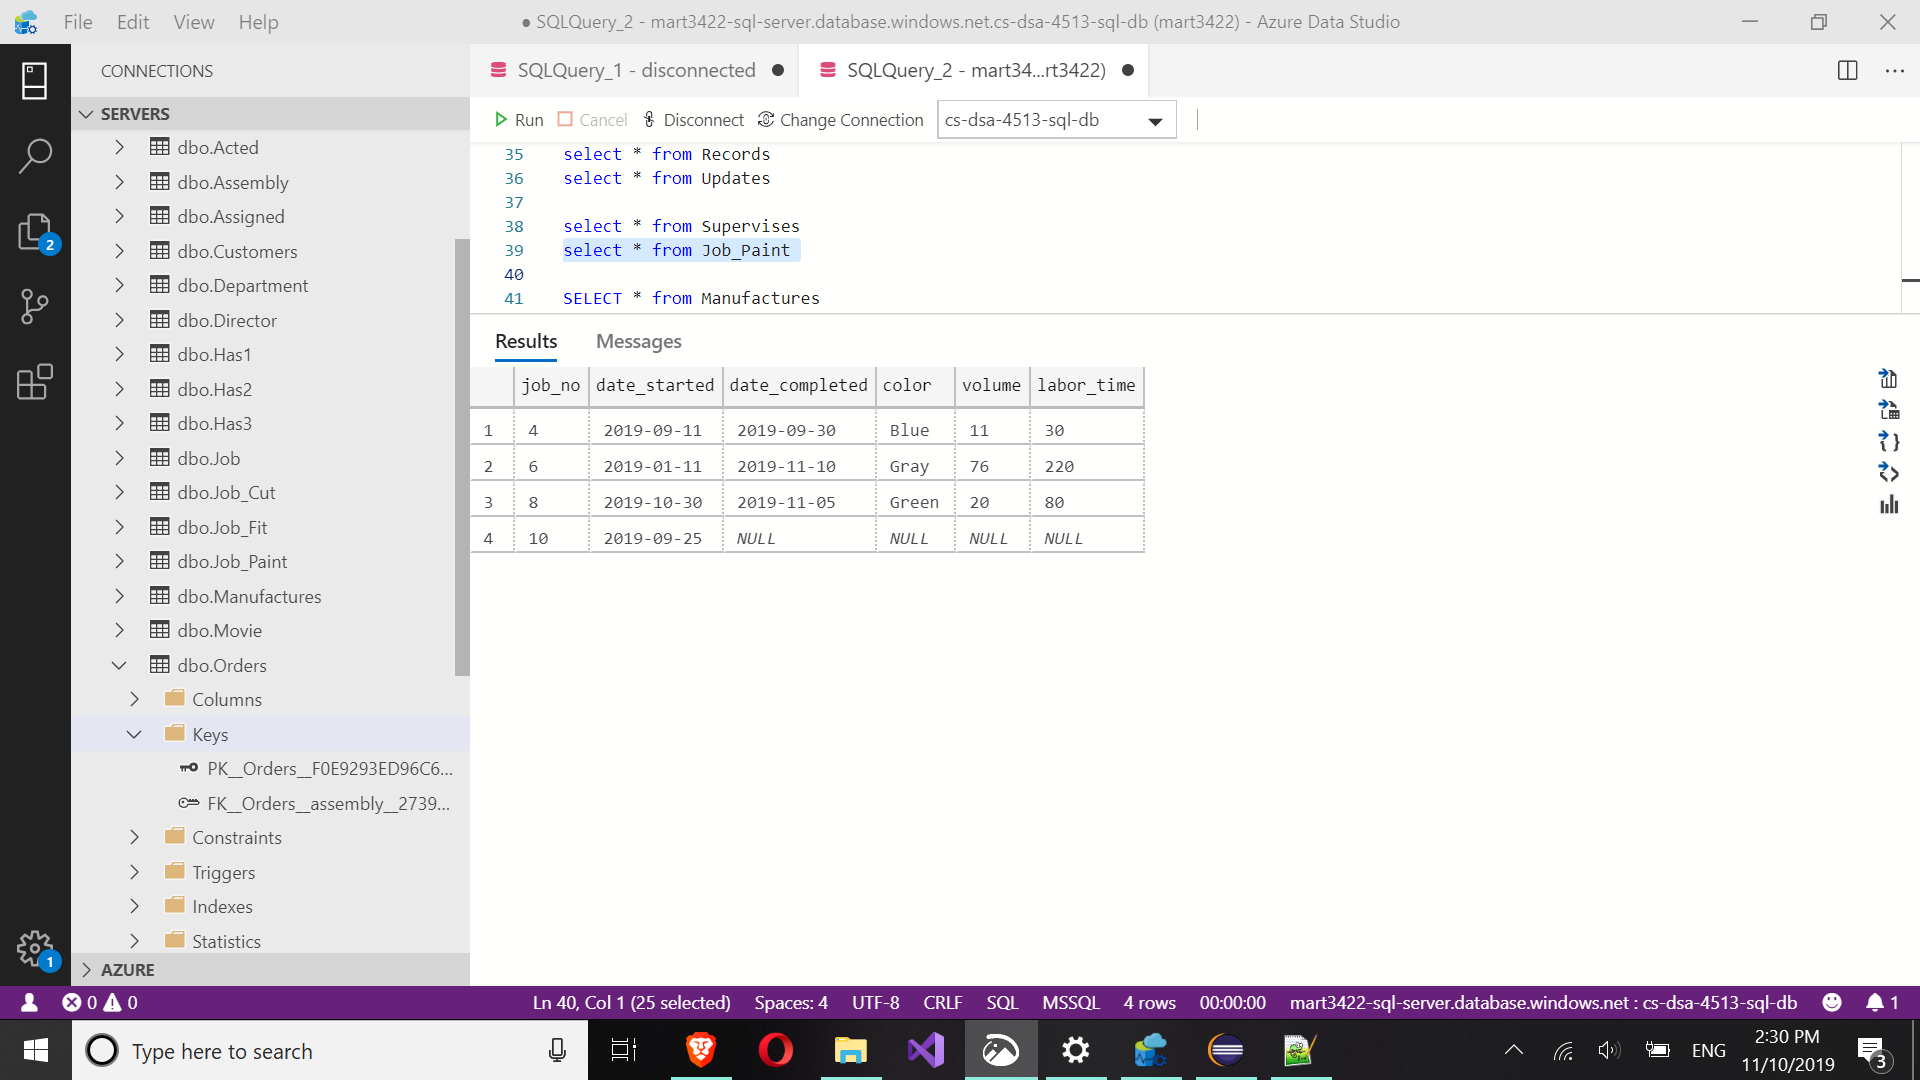 File Edit View Help
● SQLQuery_2 - mart3422-sql-server.database.windows.net.cs-dsa-4513-sql-db (mart3422) - Azure Data Studio
CONNECTIONS
SERVERS
dbo.Acted
dbo.Assembly
dbo.Assigned
dbo.Customers
dbo.Department
dbo.Director
dbo.Has1
dbo.Has2
dbo.Has3
dbo.Job
dbo.Job_Cut
dbo.Job_Fit
dbo.Job_Paint
dbo.Manufactures
dbo.Movie
dbo.Orders
Columns
Keys
PK__Orders__F0E9293ED96C6...
FK__Orders__assembly__2739...
Constraints
Triggers
Indexes
Statistics
AZURE
2
1
SQLQuery_1 - disconnected ●
SQLQuery_2 - mart34...rt3422) ●
Run Cancel Disconnect Change Connection cs-dsa-4513-sql-db
35 select * from Records
36 select * from Updates
37
38 select * from Supervises
39 select * from Job_Paint
40
41 SELECT * from Manufactures
Results Messages
job_no date_started date_completed color volume labor_time
1 4 2019-09-11 2019-09-30 Blue 11 30
2 6 2019-01-11 2019-11-10 Gray 76 220
3 8 2019-10-30 2019-11-05 Green 20 80
4 10 2019-09-25 NULL NULL NULL NULL
0 0 Ln 40, Col 1 (25 selected) Spaces: 4 UTF-8 CRLF SQL MSSQL 4 rows 00:00:00 mart3422-sql-server.database.windows.net : cs-dsa-4513-sql-db 1
Type here to search
ENG
2:30 PM
11/10/2019
3